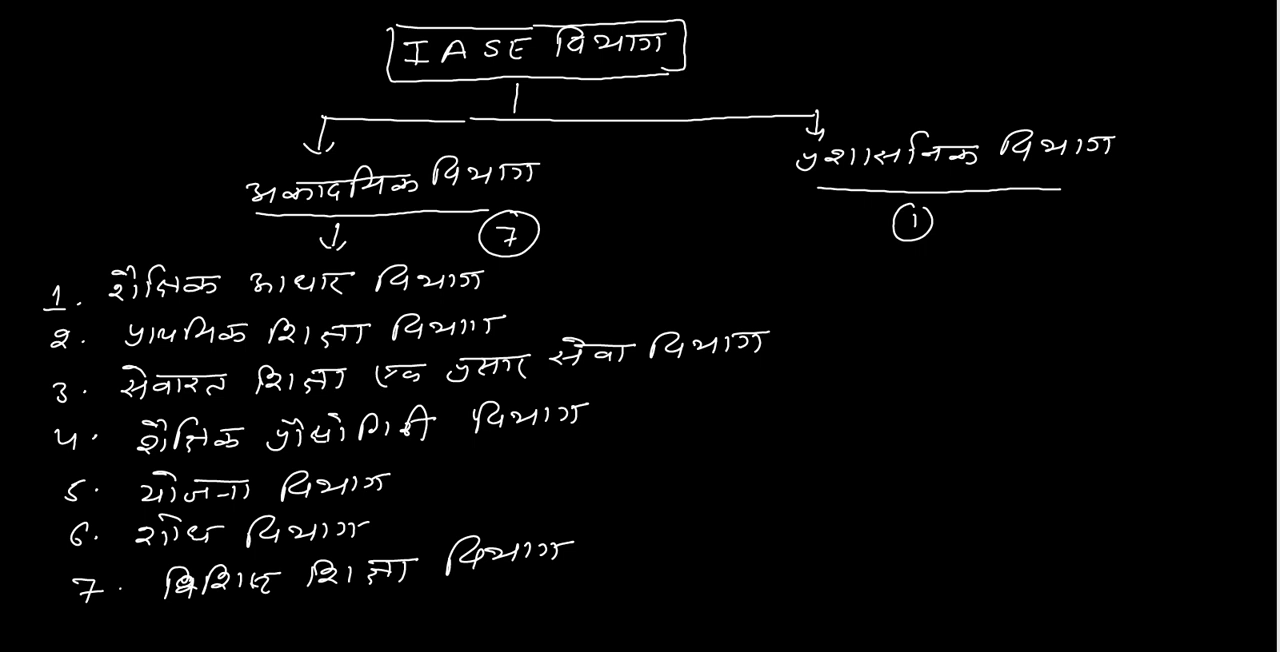 IASE विभाग
अकादमिक विभाग
प्रशासनिक विभाग
7
1
1. शैक्षिक आधार विभाग
2. प्राथमिक शिक्षा विभाग
3. सेवारत शिक्षा एवं प्रसार सेवा विभाग
4. शैक्षिक प्रौद्योगिकी विभाग
5. योजना विभाग
6. शोध विभाग
7. विशिष्ट शिक्षा विभाग